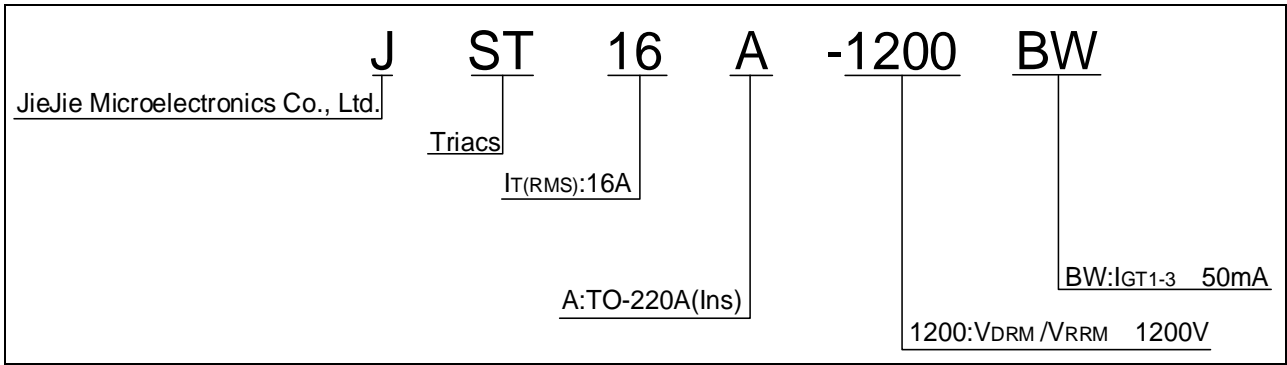 J ST 16 A -1200 BW
JieJie Microelectronics Co., Ltd.
Triacs
IT(RMS):16A
BW:IGT1-3 50mA
A:TO-220A(Ins)
1200:VDRM /VRRM 1200V